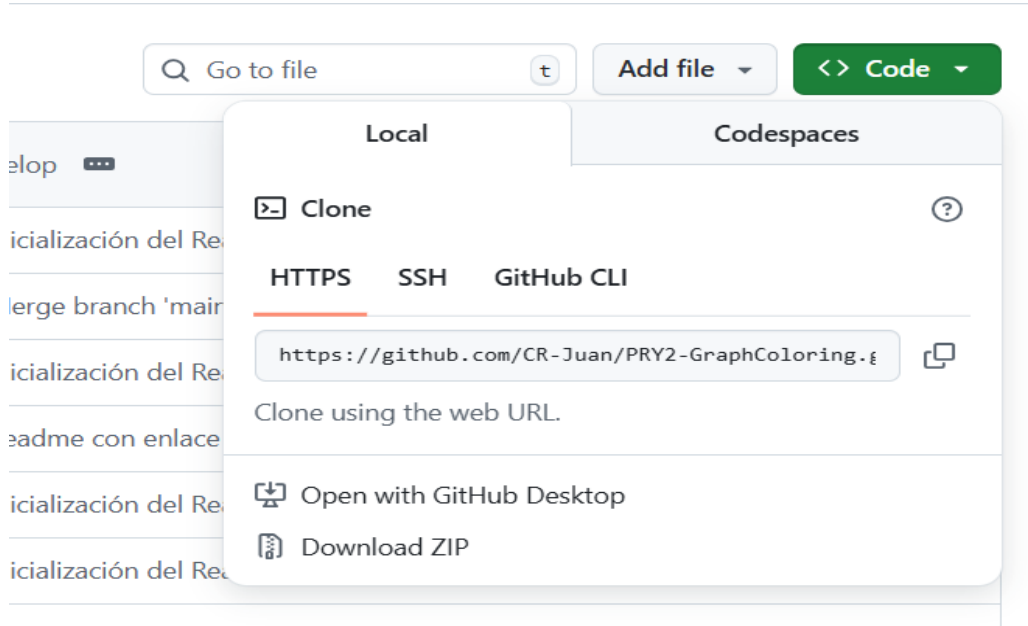 Go to file t Add file <> Code
Local Codespaces
elop
Clone
icialización del Re
HTTPS SSH GitHub CLI
erge branch 'mair
https://github.com/CR-Juan/PRY2-GraphColoring.g
icialización del Re
Clone using the web URL.
eadme con enlace
Open with GitHub Desktop
icialización del Re
Download ZIP
icialización del Re